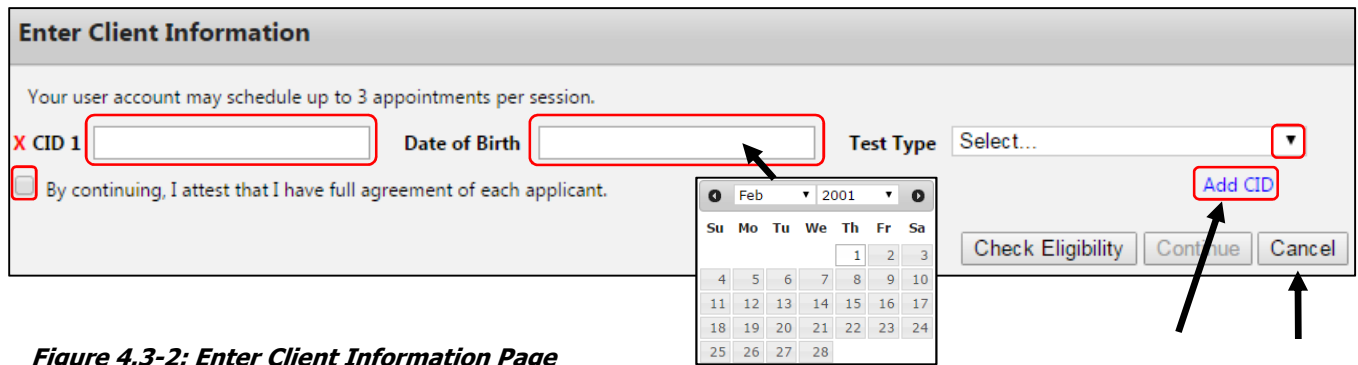 Enter Client Information
Your user account may schedule up to 3 appointments per session.
X CID 1 Date of Birth Test Type Select...
By continuing, I attest that I have full agreement of each applicant.
Add CID
Feb 2001
Su Mo Tu We Th Fr Sa
1 2 3
4 5 6 7 8 9 10
11 12 13 14 15 16 17
18 19 20 21 22 23 24
25 26 27 28
Check Eligibility Continue Cancel
Figure 4.3-2: Enter Client Information Page